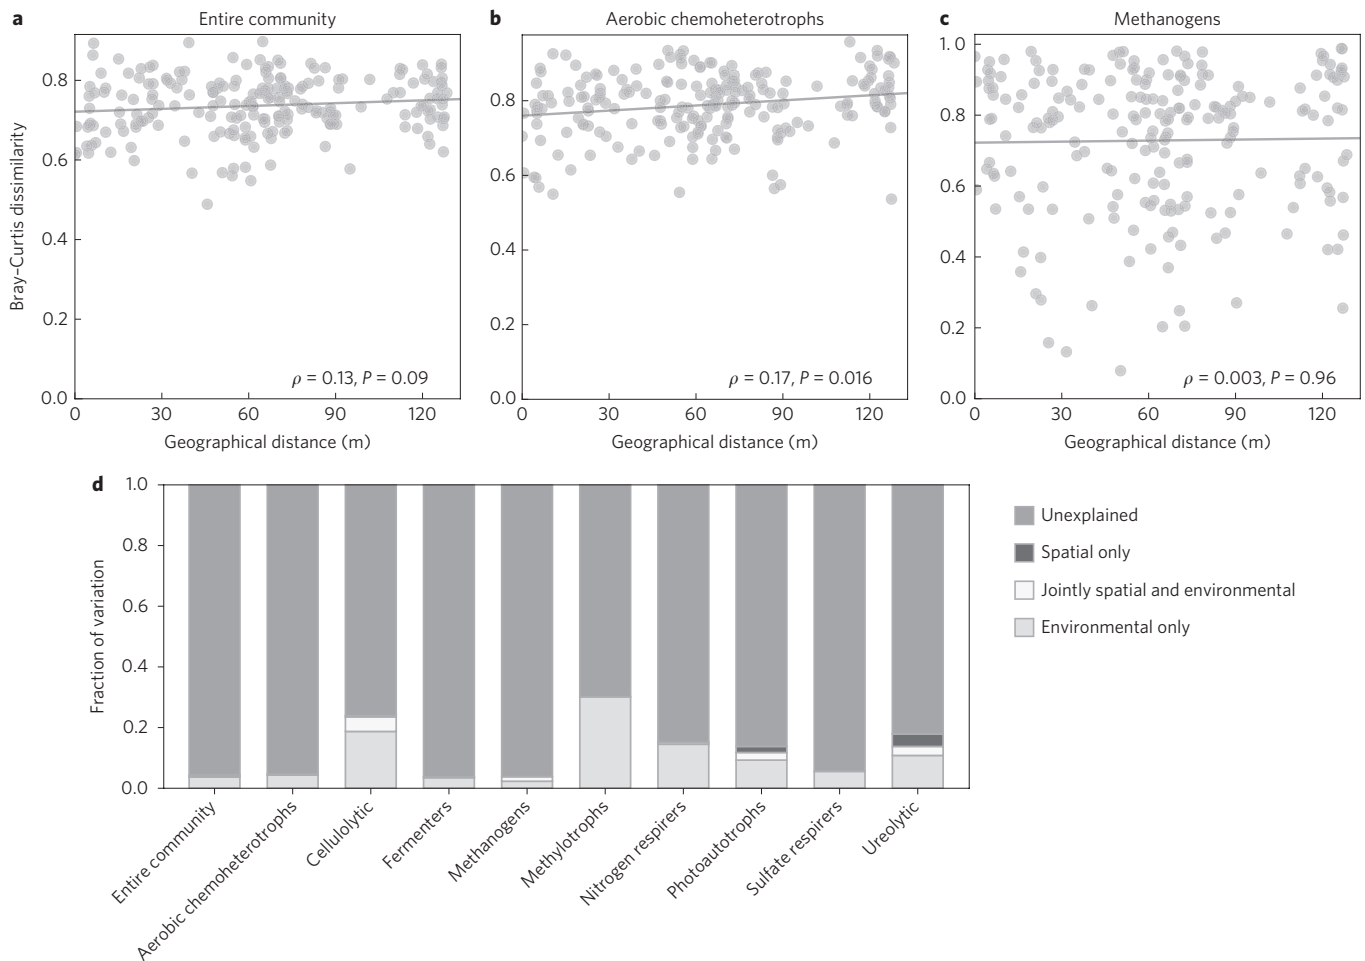 a Entire community
b Aerobic chemoheterotrophs
c Methanogens
Bray–Curtis dissimilarity
0.8
0.6
0.4
0.2
0.0
ρ = 0.13, P = 0.09
0 30 60 90 120
Geographical distance (m)
0.8
0.6
0.4
0.2
0.0
ρ = 0.17, P = 0.016
0 30 60 90 120
Geographical distance (m)
1.0
0.8
0.6
0.4
0.2
0.0
ρ = 0.003, P = 0.96
0 30 60 90 120
Geographical distance (m)
d
Fraction of variation
1.0
0.8
0.6
0.4
0.2
0.0
Entire community
Aerobic chemoheterotrophs
Cellulolytic
Fermenters
Methanogens
Methylotrophs
Nitrogen respirers
Photoautotrophs
Sulfate respirers
Ureolytic
Unexplained
Spatial only
Jointly spatial and environmental
Environmental only